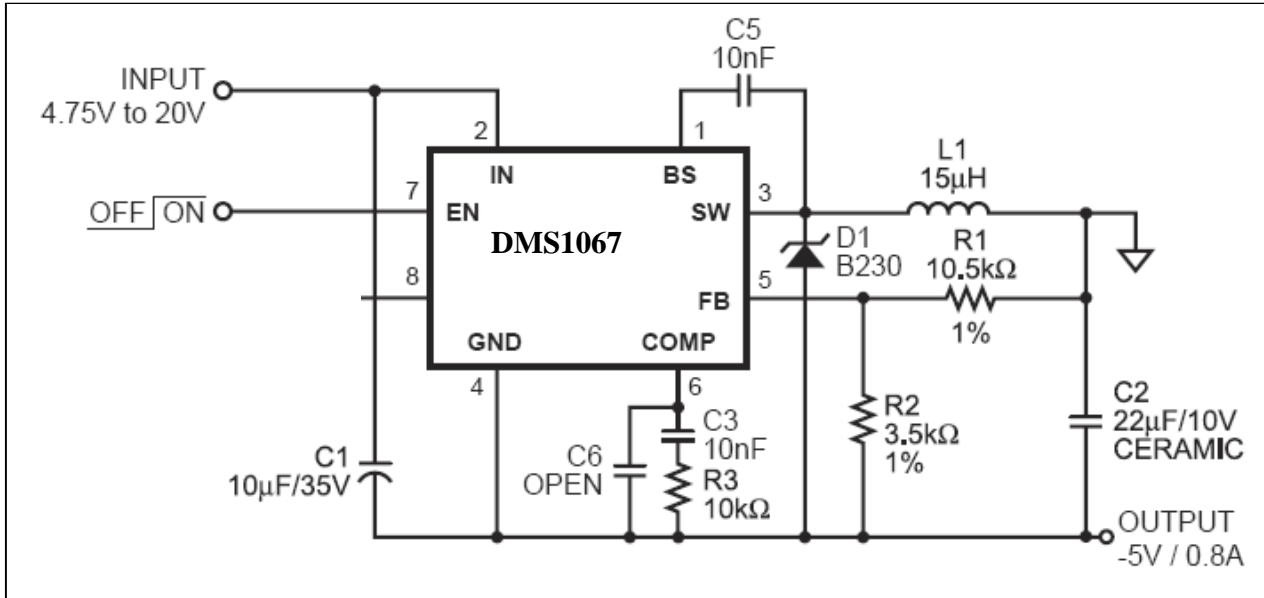 C5
10nF
INPUT
4.75V to 20V
2
1
IN
BS
L1
15µH
7
3
OFF ON
EN
SW
DMS1067
D1
B230
R1
10.5kΩ
8
5
FB
1%
GND
COMP
4
6
C3
10nF
R2
3.5kΩ
1%
C2
22µF/10V
CERAMIC
C1
10µF/35V
C6
OPEN
R3
10kΩ
OUTPUT
-5V / 0.8A